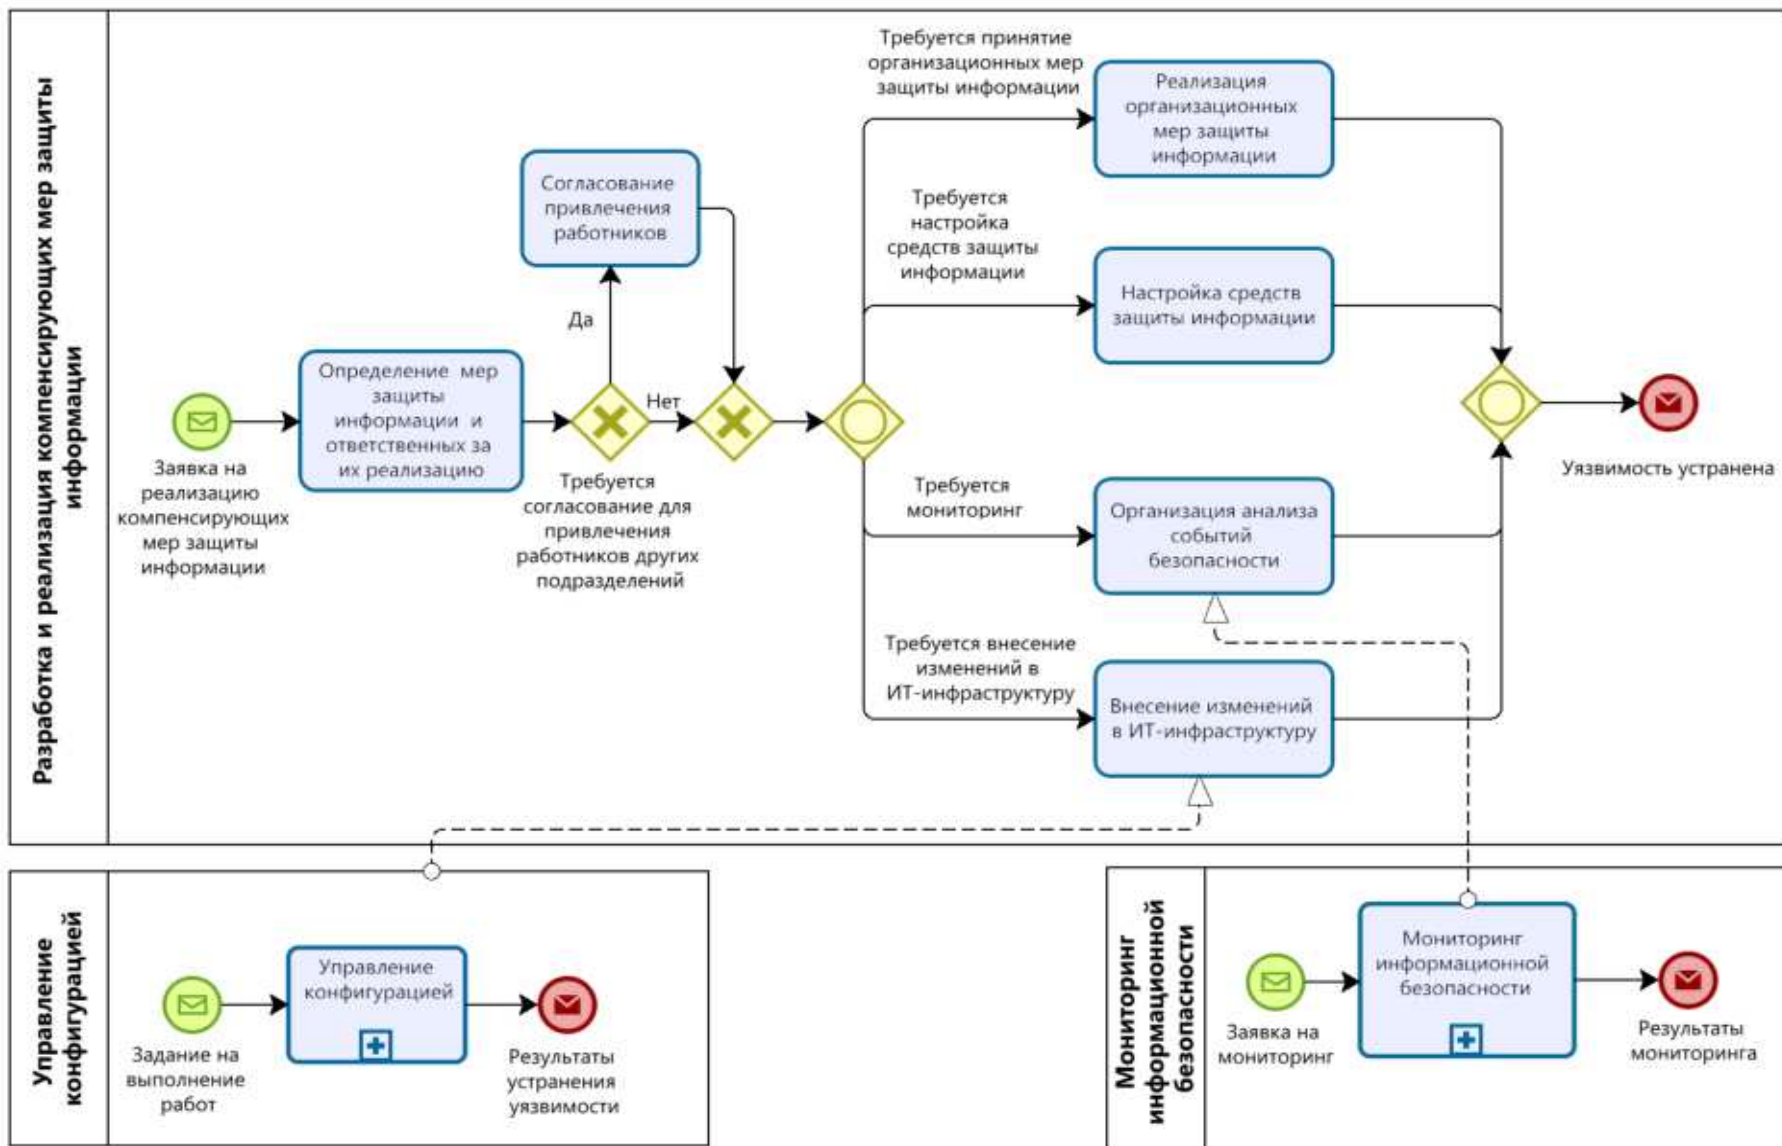 Разработка и реализация компенсирующих мер защиты
информации
Заявка на
реализацию
компенсирующих
мер защиты
информации
Определение мер
защиты
информации и
ответственных за
их реализацию
Требуется
согласование для
привлечения
работников других
подразделений
Да
Нет
Согласование
привлечения
работников
Требуется принятие
организационных мер
защиты информации
Реализация
организационных
мер защиты
информации
Требуется
настройка
средств защиты
информации
Настройка средств
защиты информации
Требуется
мониторинг
Организация анализа
событий
безопасности
Требуется внесение
изменений в
ИТ-инфраструктуру
Внесение изменений
в ИТ-инфраструктуру
Уязвимость устранена
Управление
конфигурацией
Задание на
выполнение
работ
Управление
конфигурацией
Результаты
устранения
уязвимости
Мониторинг
информационной
безопасности
Заявка на
мониторинг
Мониторинг
информационной
безопасности
Результаты
мониторинга